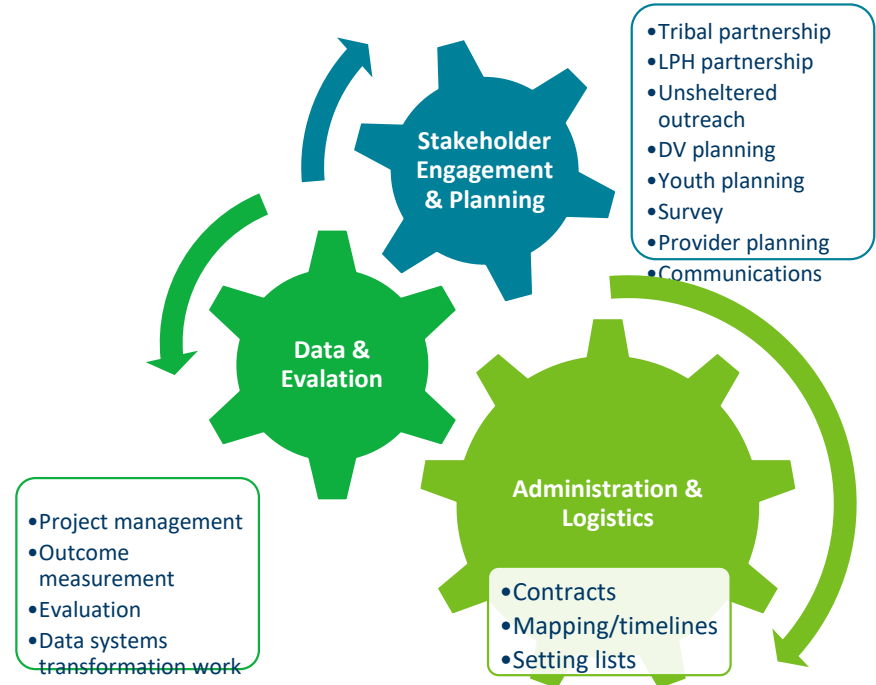 •Tribal partnership
•LPH partnership
•Unsheltered
outreach
•DV planning
•Youth planning
•Survey
•Provider planning
•Communications
Stakeholder
Engagement
& Planning
Data &
Evalation
Administration &
Logistics
•Project management
•Outcome
measurement
•Evaluation
•Data systems
transformation work
•Contracts
•Mapping/timelines
•Setting lists